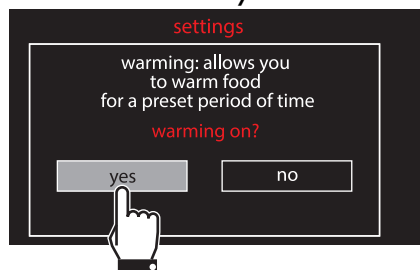 settings
warming: allows you
to warm food
for a preset period of time
warming on?
yes
no